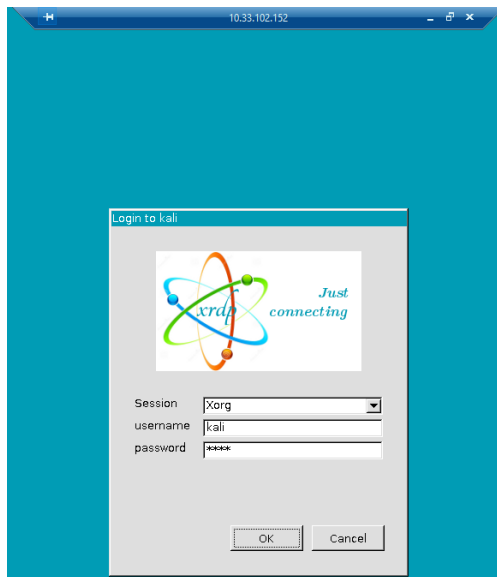 10.33.102.152
Login to kali
Just
xrdp connecting
Session Xorg
username kali
password ****
OK Cancel